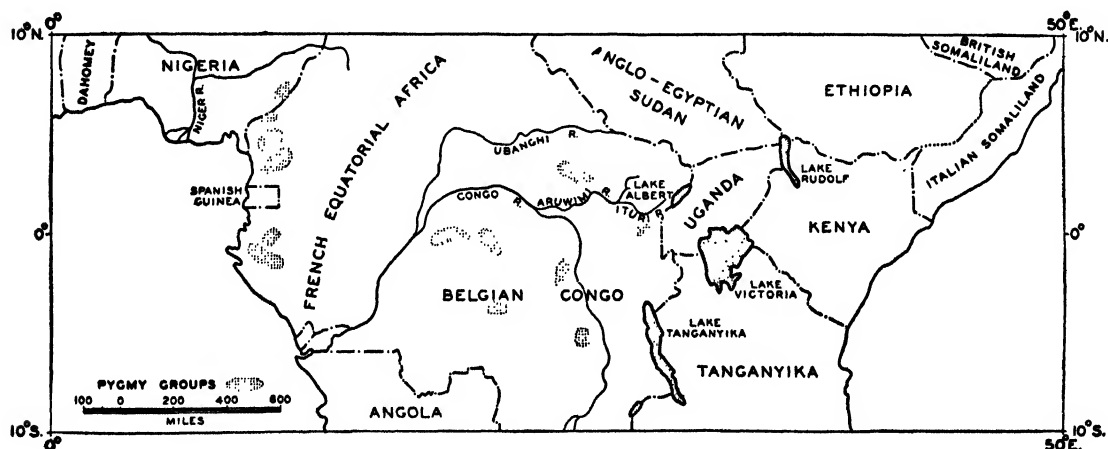 0°
50°E.
10°N.
10°N.
DAHOMEY
NIGERIA
NIGER R.
FRENCH EQUATORIAL AFRICA
ANGLO-EGYPTIAN
SUDAN
BRITISH
SOMALILAND
ETHIOPIA
ITALIAN SOMALILAND
UBANGHI R.
LAKE
RUDOLF
SPANISH
GUINEA
CONGO R.
ARUWIMI R.
LAKE
ALBERT
ITURI R.
UGANDA
KENYA
0°
0°
BELGIAN CONGO
LAKE
VICTORIA
LAKE
TANGANYIKA
TANGANYIKA
ANGOLA
PYGMY GROUPS
100 0 200 400 600
MILES
10°S.
10°S.
0°
50°E.